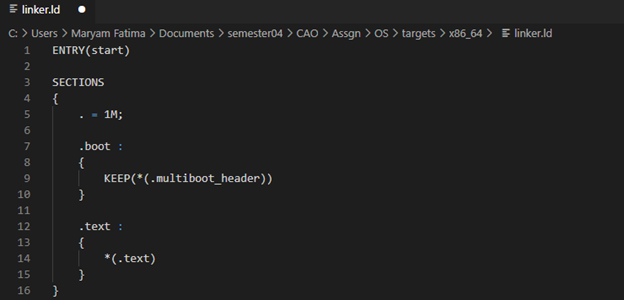 linker.ld
C: > Users > Maryam Fatima > Documents > semester04 > CAO > Assgn > OS > targets > x86_64 > linker.ld
1 ENTRY(start)
2
3 SECTIONS
4 {
5     . = 1M;
6
7     .boot :
8     {
9         KEEP(*(.multiboot_header))
10     }
11
12     .text :
13     {
14         *(.text)
15     }
16 }